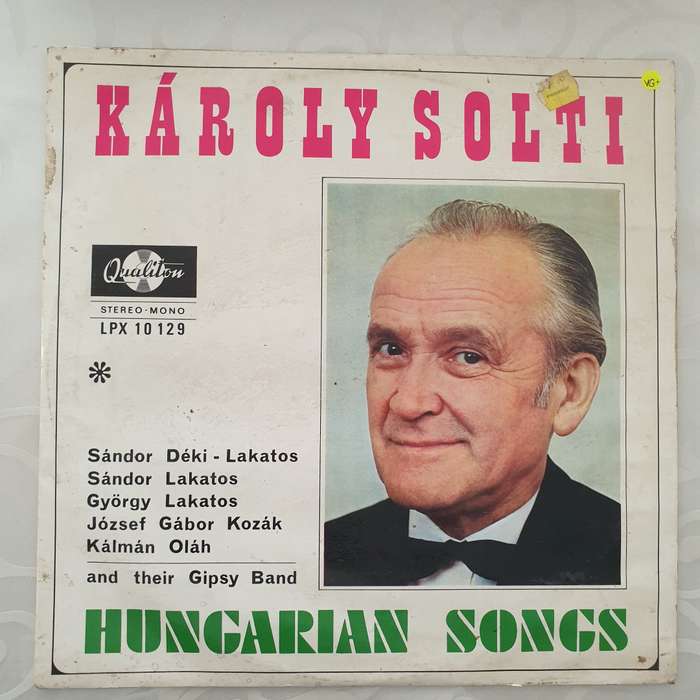 KÁROLY SOLTI
VG+
Qualiton
STEREO-MONO
LPX 10 129
*
Sándor Déki - Lakatos
Sándor Lakatos
György Lakatos
József Gábor Kozák
Kálmán Oláh
and their Gipsy Band
HUNGARIAN SONGS